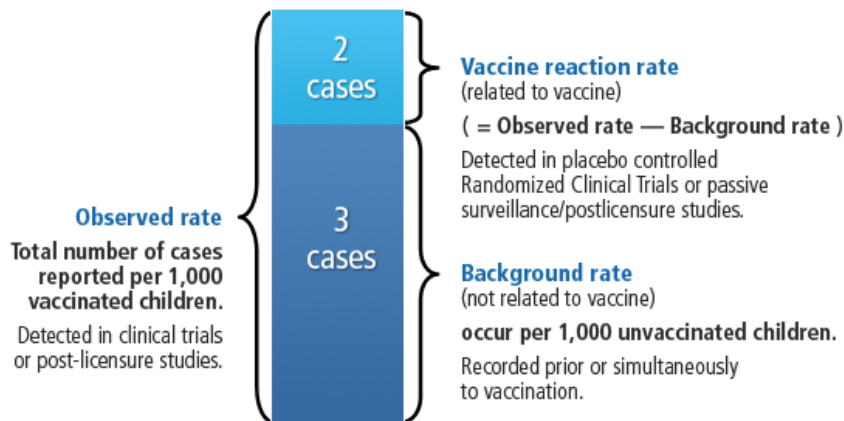 2
cases
3
cases
Observed rate
Total number of cases
reported per 1,000
vaccinated children.
Detected in clinical trials
or post-licensure studies.
Vaccine reaction rate
(related to vaccine)
( = Observed rate — Background rate )
Detected in placebo controlled
Randomized Clinical Trials or passive
surveillance/postlicensure studies.
Background rate
(not related to vaccine)
occur per 1,000 unvaccinated children.
Recorded prior or simultaneously
to vaccination.